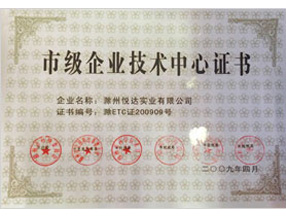 市级企业技术中心证书
企业名称：滁州悦达实业有限公司
证书编号：滁ETC证200909号
二〇〇九年四月